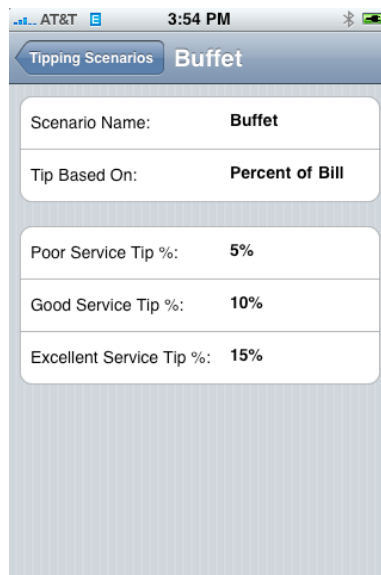 AT&T E 3:54 PM
Tipping Scenarios Buffet
Scenario Name: Buffet
Tip Based On: Percent of Bill
Poor Service Tip %: 5%
Good Service Tip %: 10%
Excellent Service Tip %: 15%